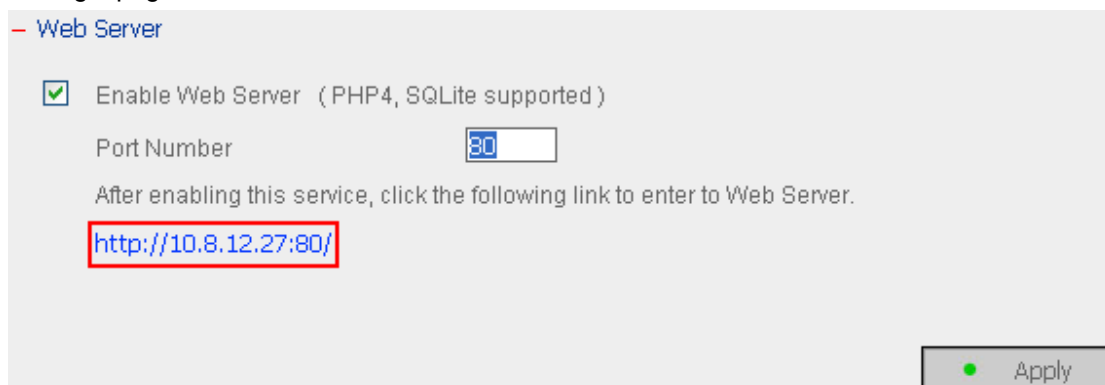 – Web Server
Enable Web Server ( PHP4, SQLite supported )
Port Number 80
After enabling this service, click the following link to enter to Web Server.
http://10.8.12.27:80/
Apply